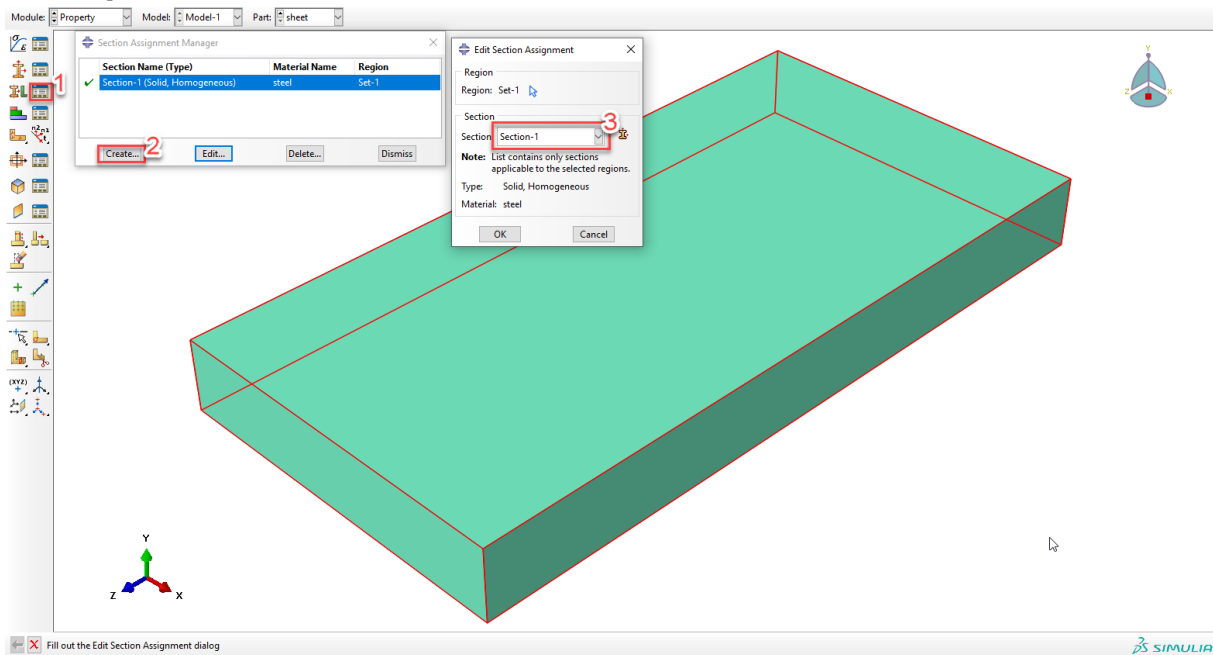 Module: Property Model: Model-1 Part: sheet
Section Assignment Manager
Section Name (Type) Material Name Region
Section-1 (Solid, Homogeneous) steel Set-1
Create... Edit... Delete... Dismiss
1
2
Edit Section Assignment
Region
Region: Set-1
Section
3
Section Section-1
Note: List contains only sections
applicable to the selected regions.
Type: Solid, Homogeneous
Material: steel
OK Cancel
Y
Z X
Y
Z X
(XYZ)
Fill out the Edit Section Assignment dialog
SIMULIA